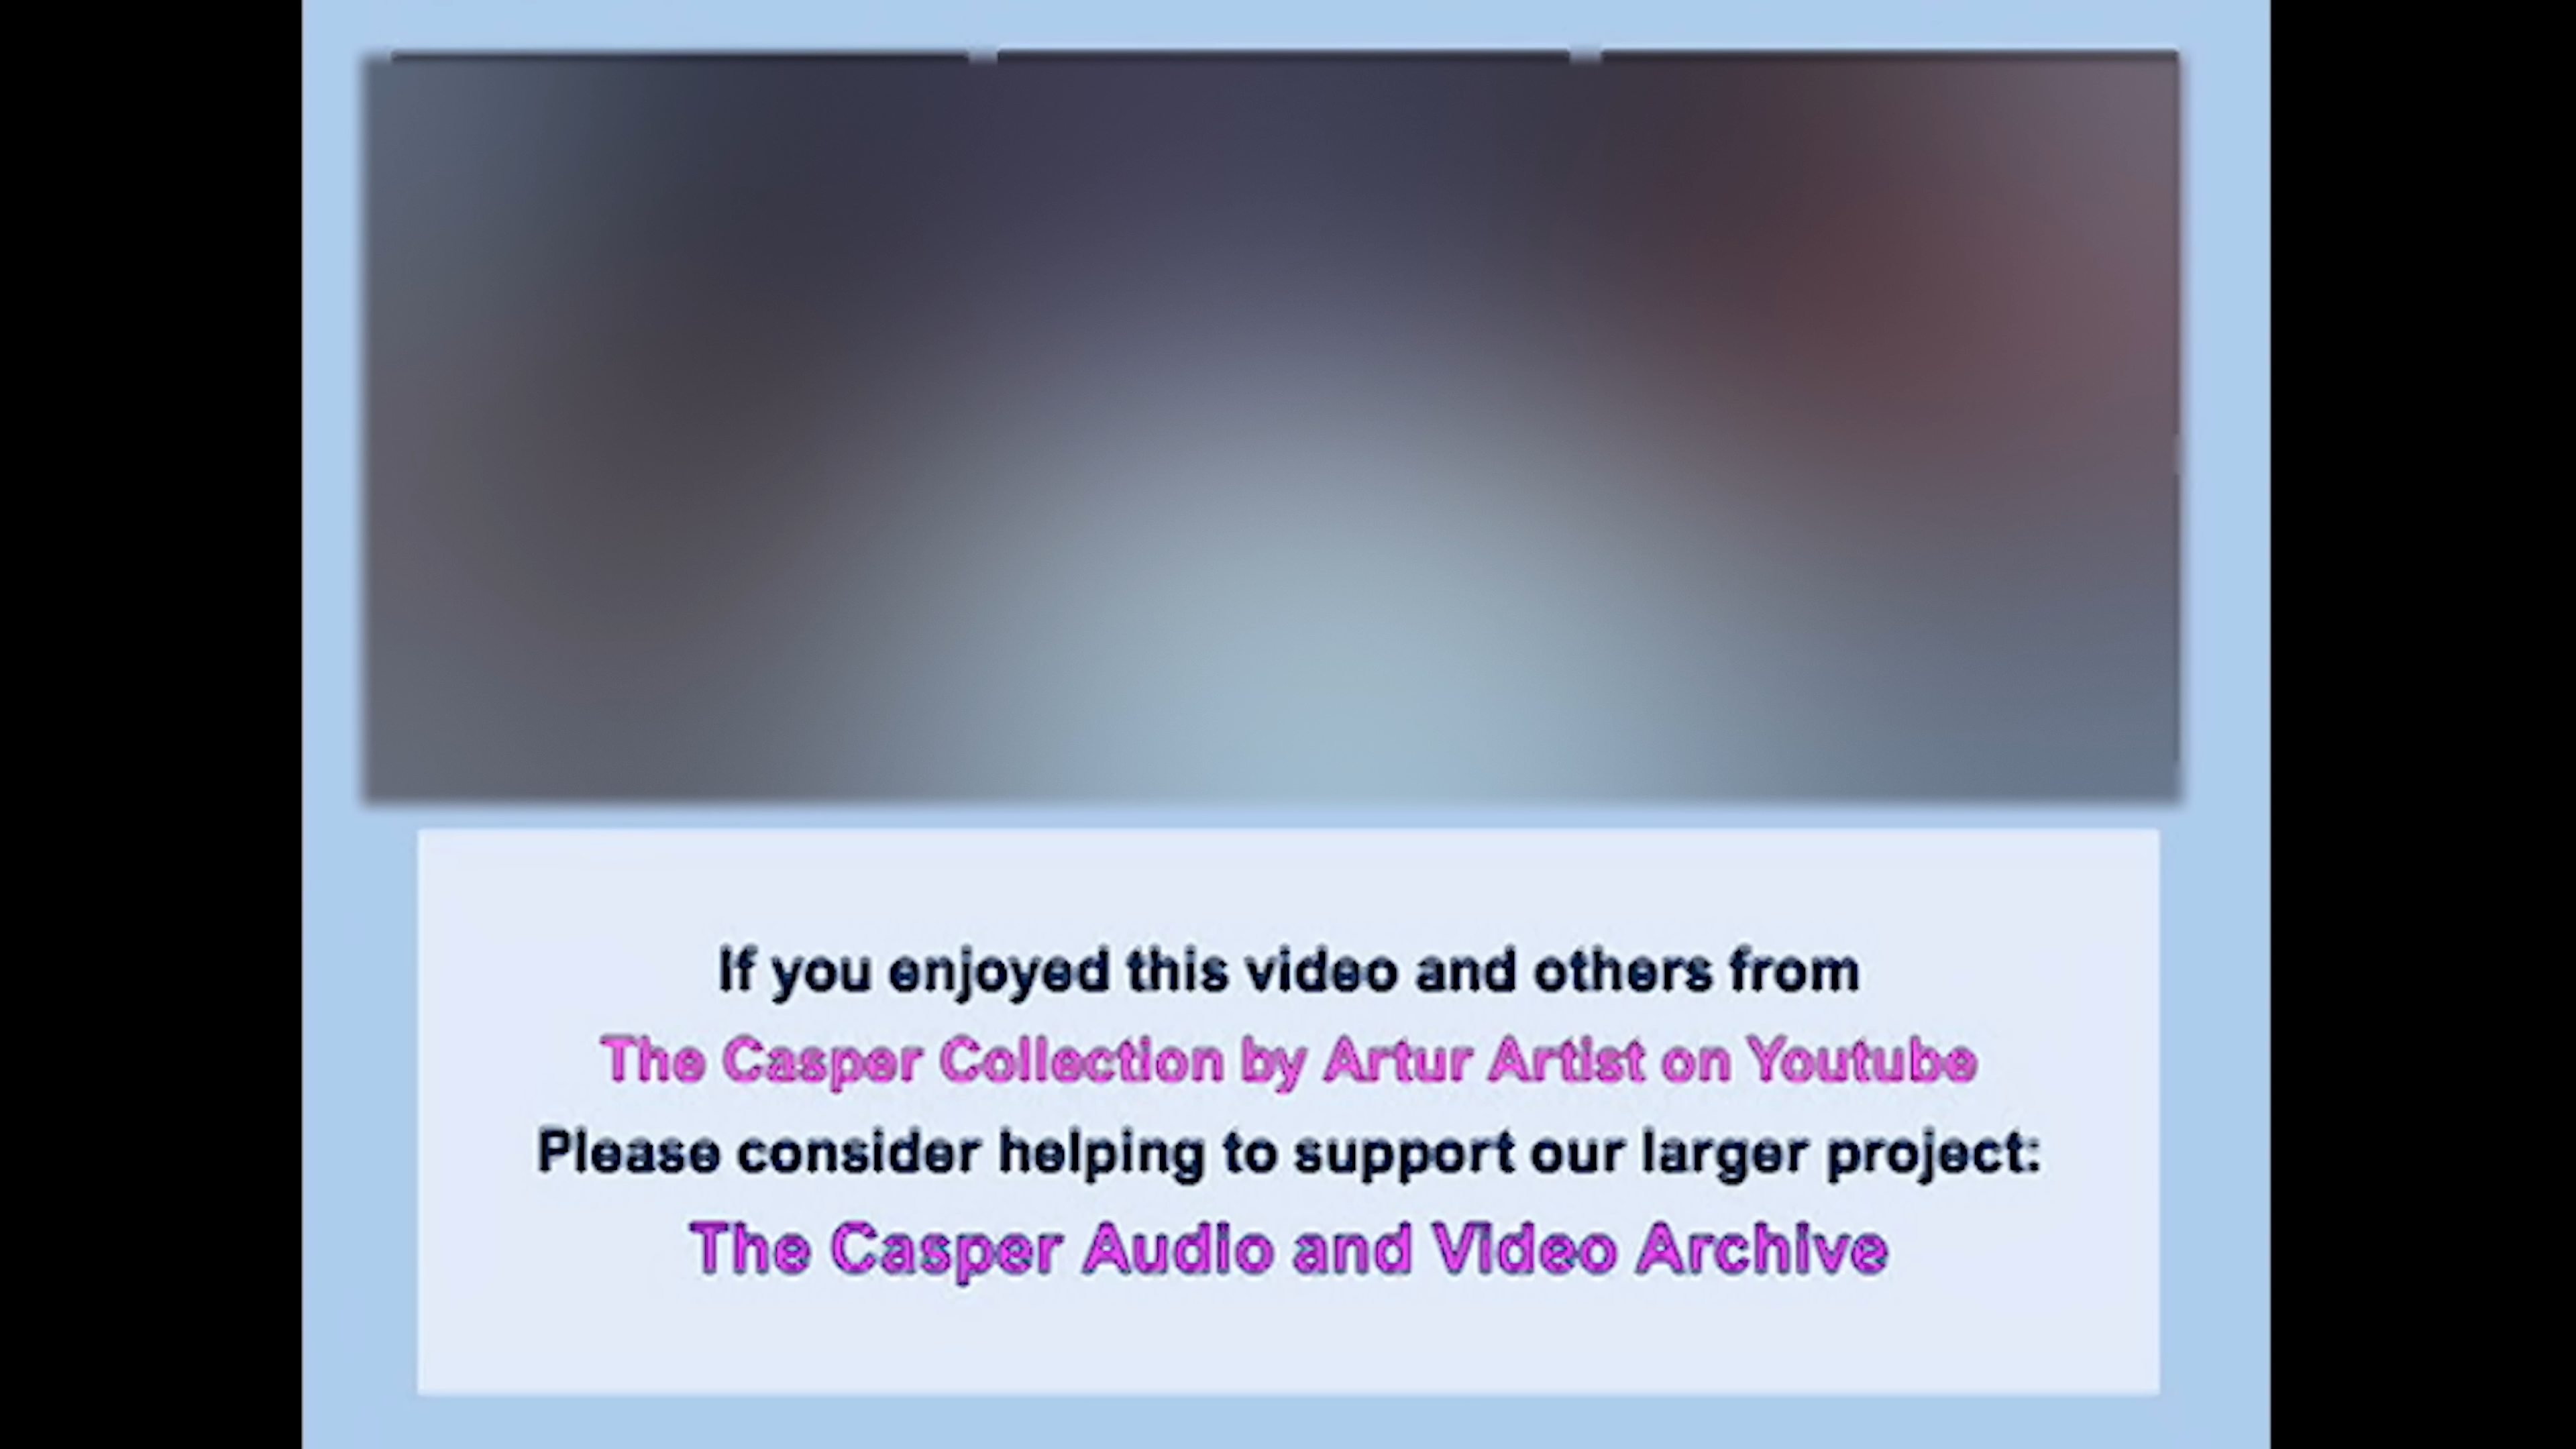 If you enjoyed this video and others from
The Casper Collection by Artur Artist on Youtube
Please consider helping to support our larger project:
The Casper Audio and Video Archive